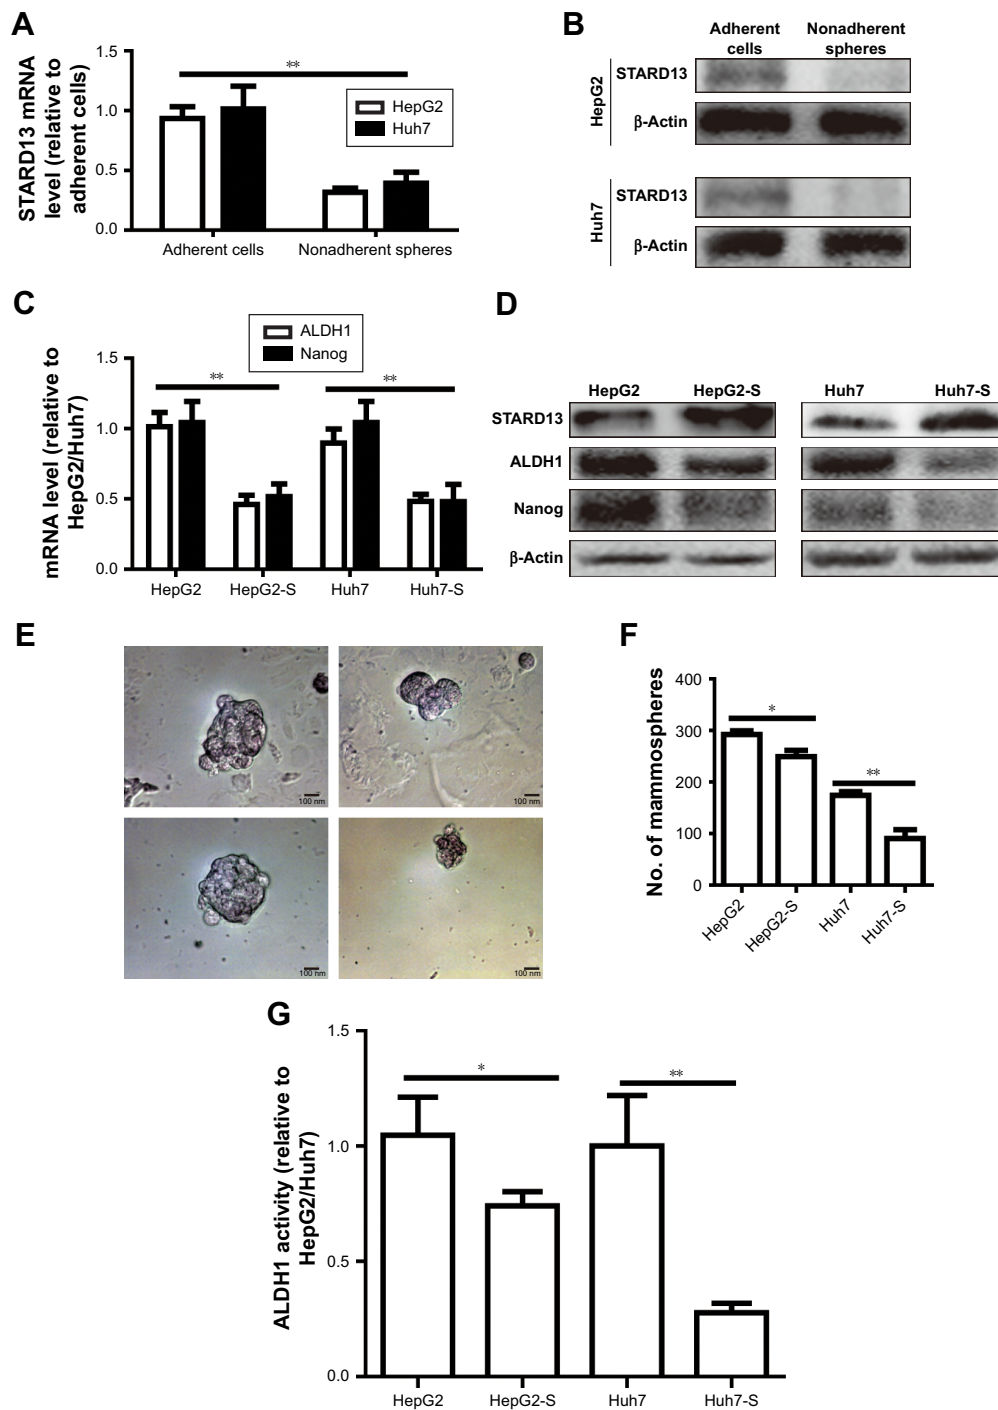 A
STARD13 mRNA
level (relative to
adherent cells)
1.5
1.0
0.5
0.0
**
HepG2
Huh7
Adherent cells
Nonadherent spheres
B
Adherent
cells
Nonadherent
spheres
HepG2
STARD13
β-Actin
Huh7
STARD13
β-Actin
C
mRNA level (relative to
HepG2/Huh7)
ALDH1
Nanog
1.5
1.0
0.5
0.0
**
**
HepG2
HepG2-S
Huh7
Huh7-S
D
HepG2
HepG2-S
Huh7
Huh7-S
STARD13
ALDH1
Nanog
β-Actin
E
100 nm
100 nm
100 nm
100 nm
F
No. of mammospheres
400
300
200
100
0
*
**
HepG2
HepG2-S
Huh7
Huh7-S
G
ALDH1 activity (relative to
HepG2/Huh7)
1.5
1.0
0.5
0.0
*
**
HepG2
HepG2-S
Huh7
Huh7-S